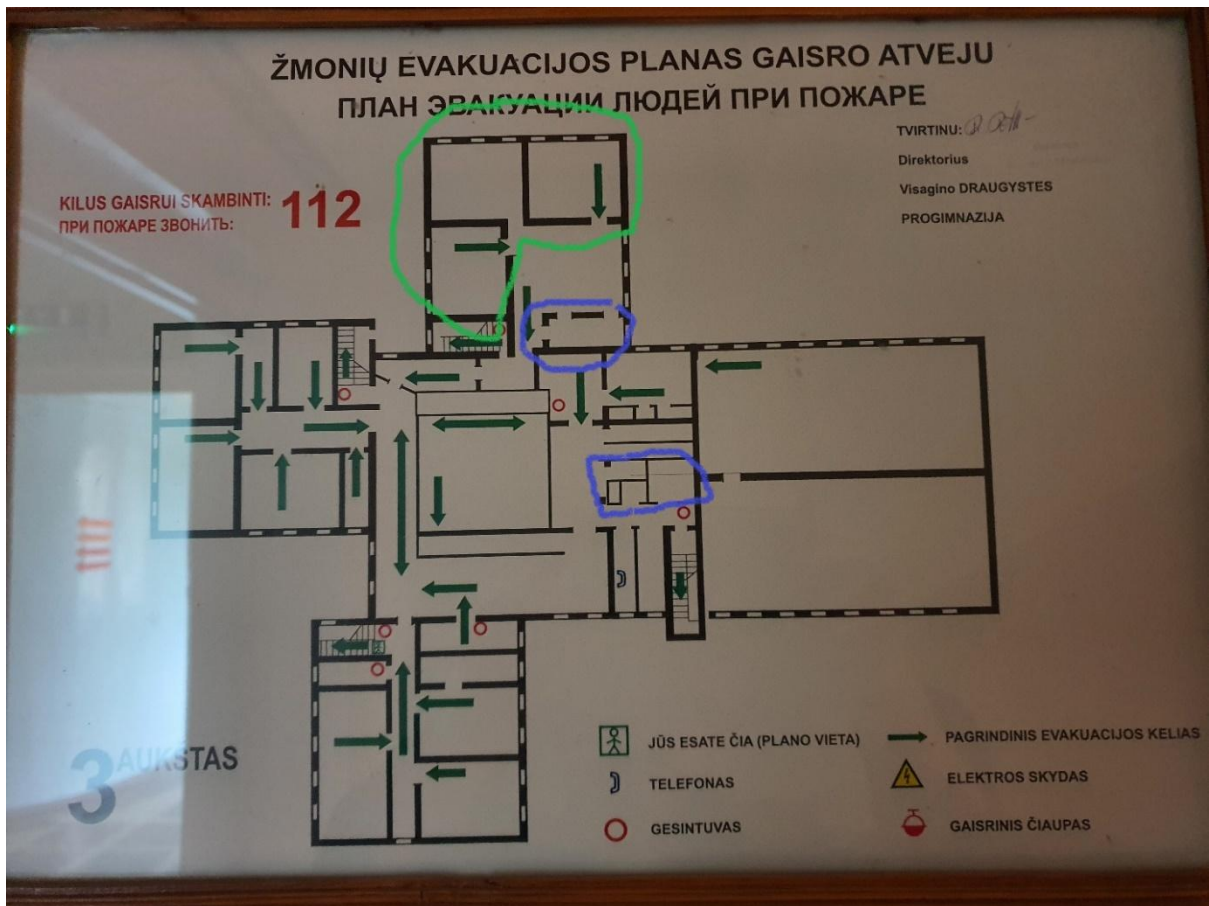 ŽMONIŲ EVAKUACIJOS PLANAS GAISRO ATVEJU
ПЛАН ЭВАКУАЦИИ ЛЮДЕЙ ПРИ ПОЖАРЕ
TVIRTINU:
Direktorius
Visagino DRAUGYSTES
PROGIMNAZIJA
KILUS GAISRUI SKAMBINTI: 112
ПРИ ПОЖАРЕ ЗВОНИТЬ:
3 AUKŠTAS
JŪS ESATE ČIA (PLANO VIETA)
TELEFONAS
GESINTUVAS
PAGRINDINIS EVAKUACIJOS KELIAS
ELEKTROS SKYDAS
GAISRINIS ČIAUPAS